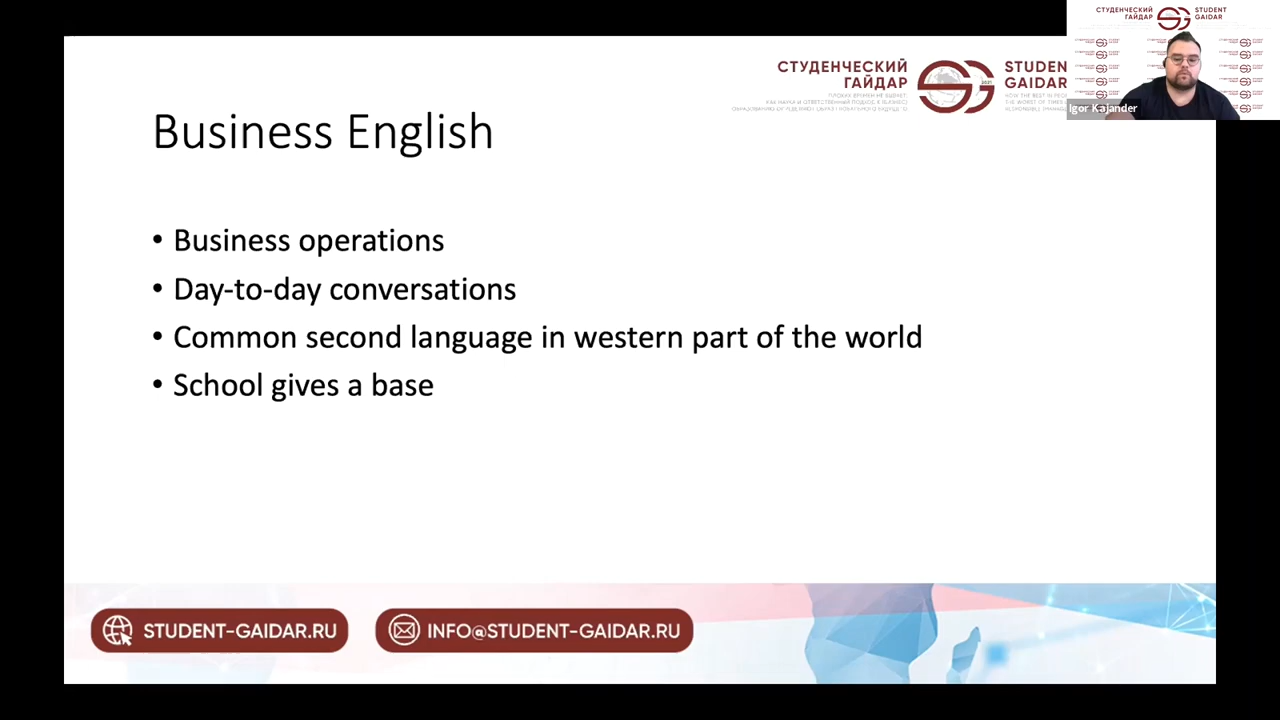 СТУДЕНЧЕСКИЙ
ГАЙДАР
STUDENT
GAIDAR
Igor Kajander
СТУДЕНЧЕСКИЙ
ГАЙДАР
STUDEN
GAIDAR
Business English
• Business operations
• Day-to-day conversations
• Common second language in western part of the world
• School gives a base
STUDENT-GAIDAR.RU
INFO@STUDENT-GAIDAR.RU